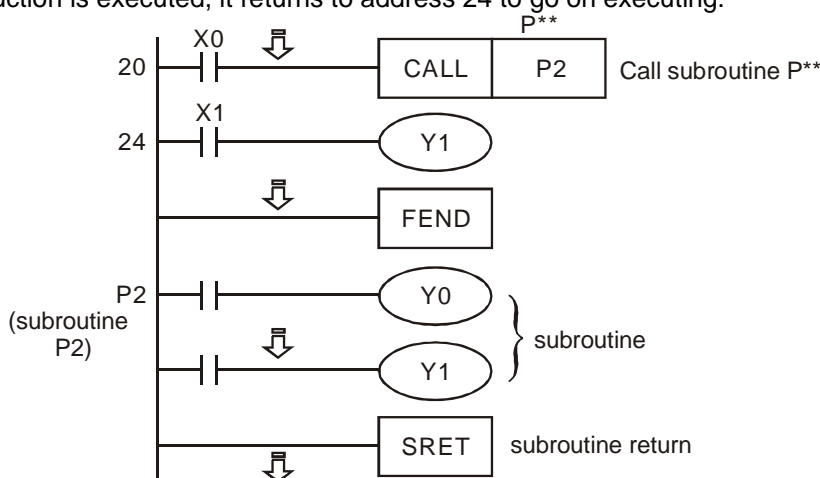 uction is executed, it returns to address 24 to go on executing.
P**
X0
20 CALL P2 Call subroutine P**
X1
24 Y1
FEND
P2 Y0
(subroutine
P2)
subroutine
Y1
SRET subroutine return